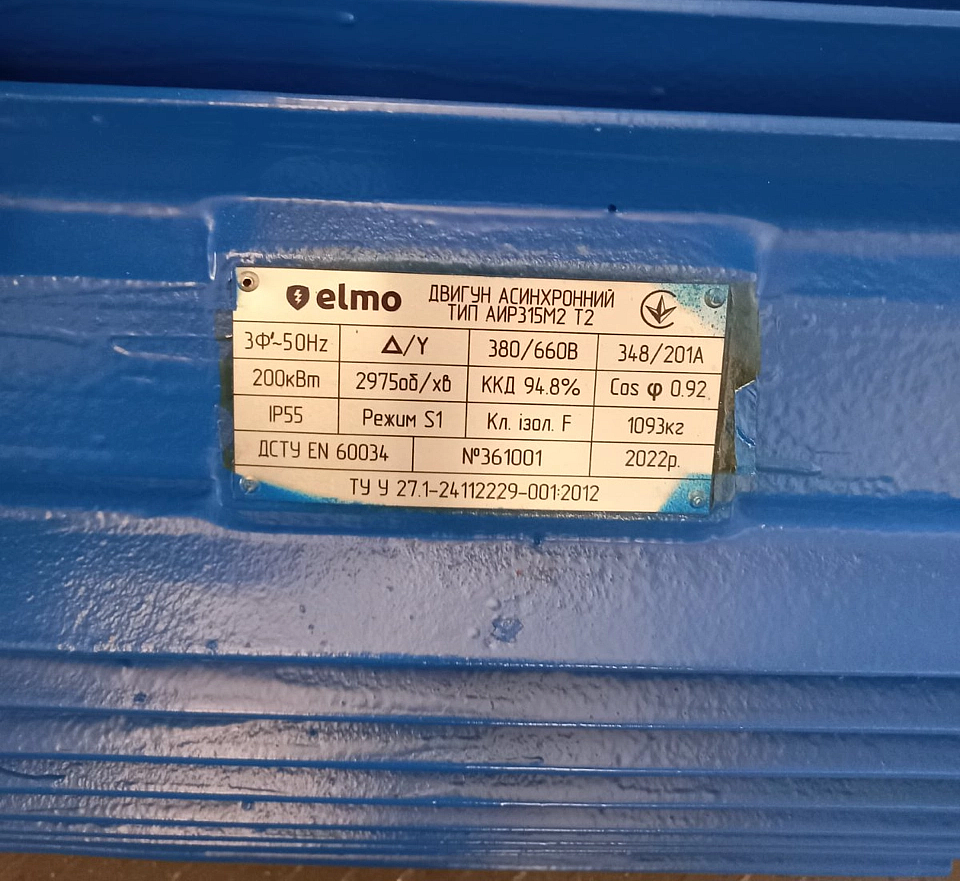 elmo ДВИГУН АСИНХРОННИЙ
ТИП АИР315М2 Т2
3Ф~50Hz Δ/Y 380/660В 348/201А
200кВт 2975об/хв ККД 94.8% Cos φ 0.92
IP55 Режим S1 Кл. ізол. F 1093кг
ДСТУ EN 60034 №361001 2022р.
ТУ У 27.1-24112229-001:2012